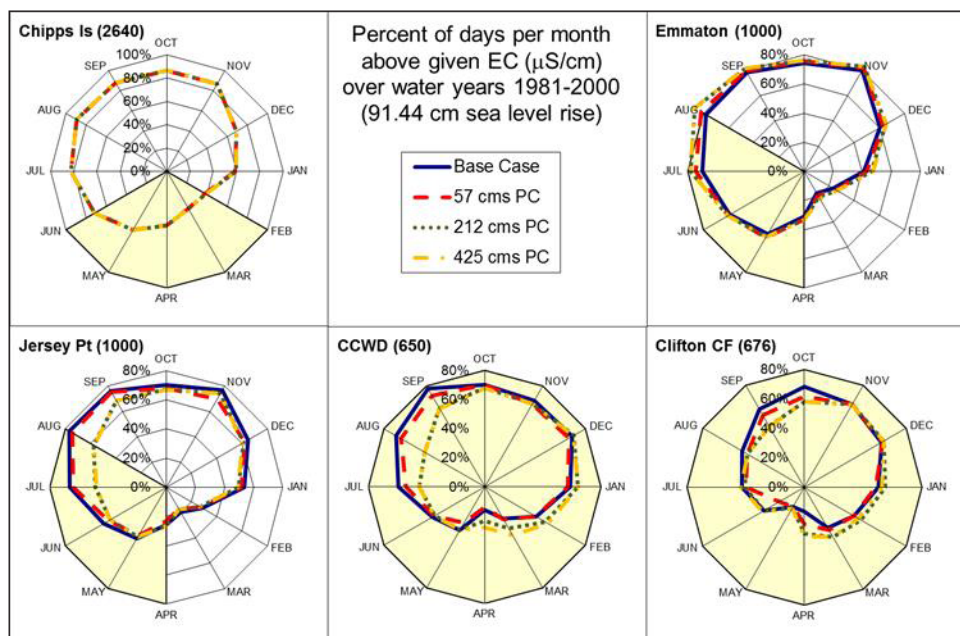 Chipps Is (2640)
OCT
100%
80%
60%
40%
20%
0%
NOV
DEC
JAN
FEB
MAR
APR
MAY
JUN
JUL
AUG
SEP
Percent of days per month
above given EC (µS/cm)
over water years 1981-2000
(91.44 cm sea level rise)
Base Case
57 cms PC
212 cms PC
425 cms PC
Emmaton (1000)
OCT
80%
60%
40%
20%
0%
NOV
DEC
JAN
FEB
MAR
APR
MAY
JUN
JUL
AUG
SEP
Jersey Pt (1000)
OCT
80%
60%
40%
20%
0%
NOV
DEC
JAN
FEB
MAR
APR
MAY
JUN
JUL
AUG
SEP
CCWD (650)
OCT
80%
60%
40%
20%
0%
NOV
DEC
JAN
FEB
MAR
APR
MAY
JUN
JUL
AUG
SEP
Clifton CF (676)
OCT
80%
60%
40%
20%
0%
NOV
DEC
JAN
FEB
MAR
APR
MAY
JUN
JUL
AUG
SEP